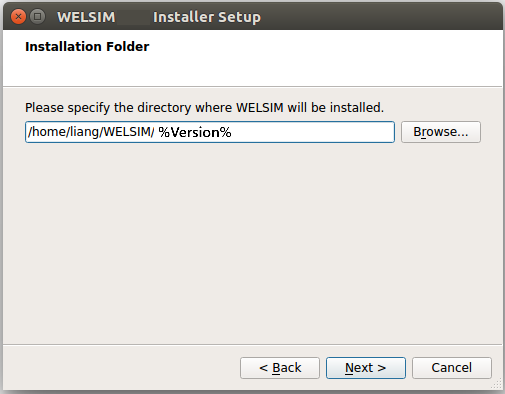 WELSIM Installer Setup
Installation Folder
Please specify the directory where WELSIM will be installed.
/home/liang/WELSIM/ %Version% Browse...
< Back Next > Cancel